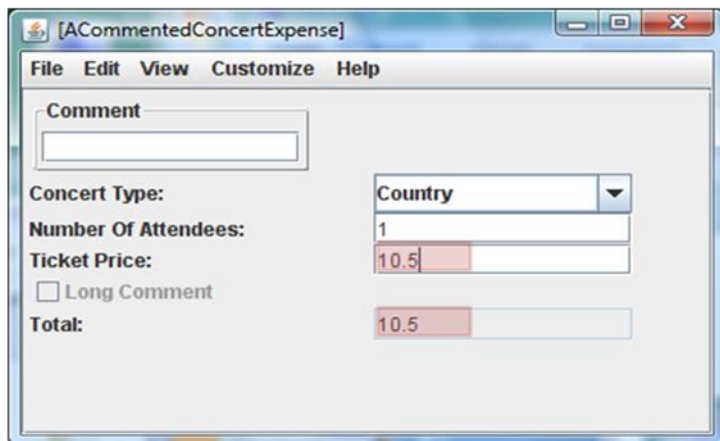 [ACommentedConcertExpense]
File Edit View Customize Help
Comment
Concert Type: Country
Number Of Attendees: 1
Ticket Price: 10.5
Long Comment
Total: 10.5